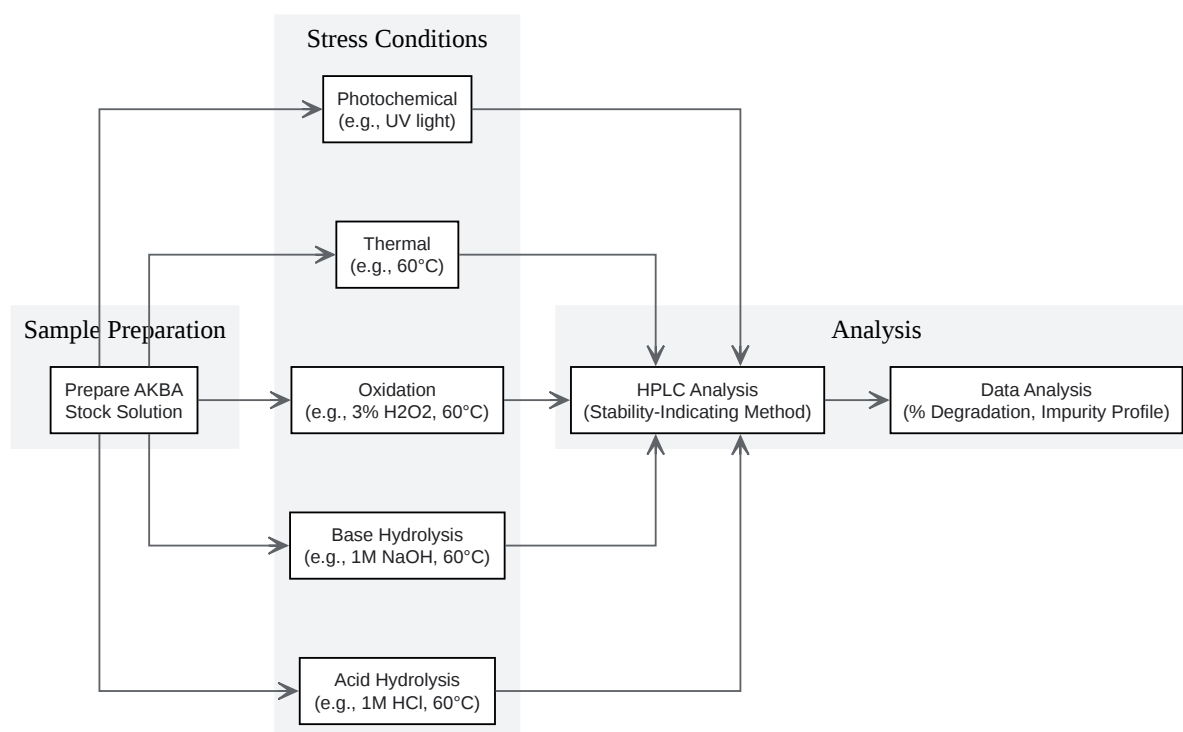 Stress Conditions
Photochemical
(e.g., UV light)
Thermal
(e.g., 60°C)
Sample Preparation
Analysis
Prepare AKBA
Stock Solution
Oxidation
(e.g., 3% H2O2, 60°C)
HPLC Analysis
(Stability-Indicating Method)
Data Analysis
(% Degradation, Impurity Profile)
Base Hydrolysis
(e.g., 1M NaOH, 60°C)
Acid Hydrolysis
(e.g., 1M HCl, 60°C)